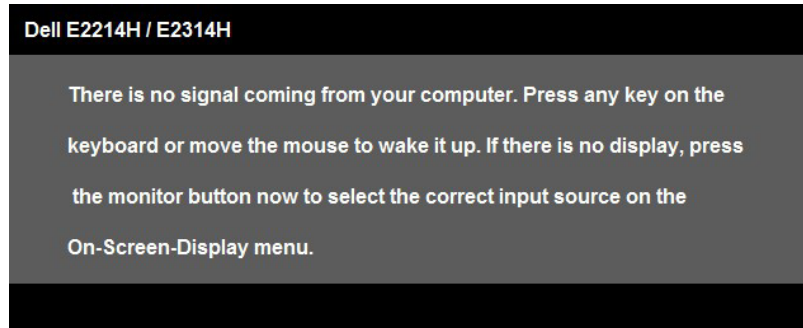 Dell E2214H / E2314H
There is no signal coming from your computer. Press any key on the
keyboard or move the mouse to wake it up. If there is no display, press
the monitor button now to select the correct input source on the
On-Screen-Display menu.